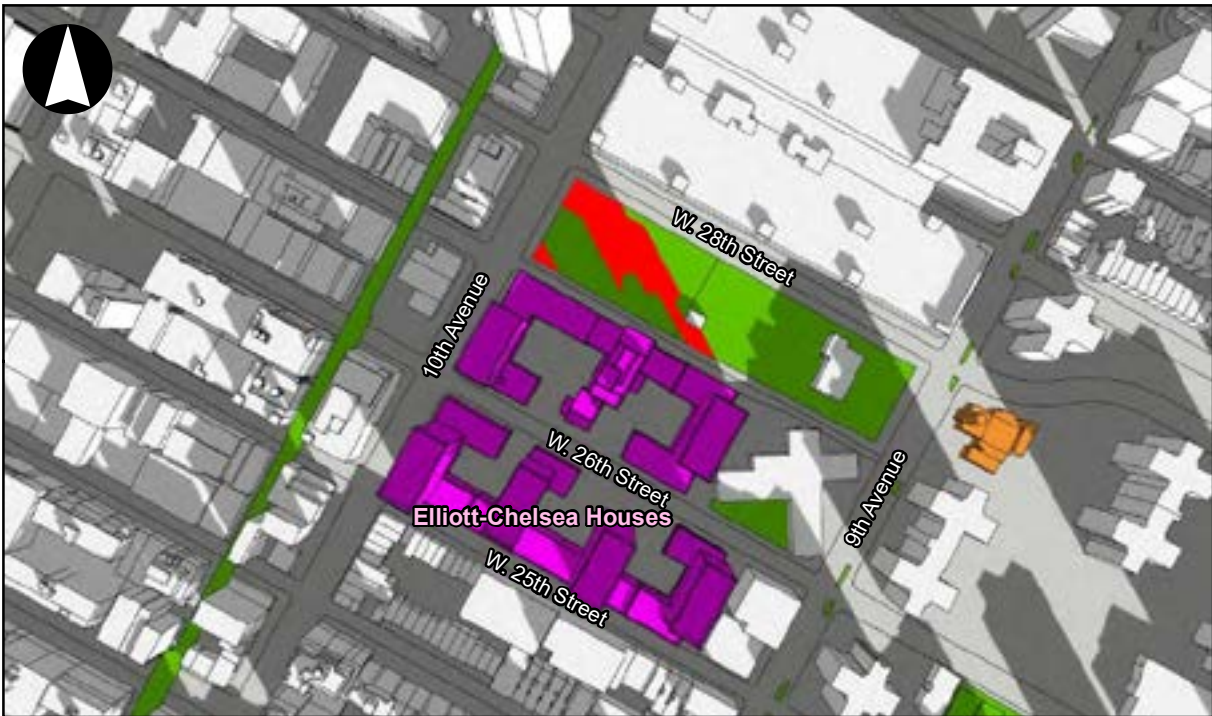 W. 28th Street
10th Avenue
W. 26th Street
9th Avenue
Elliott-Chelsea Houses
W. 25th Street